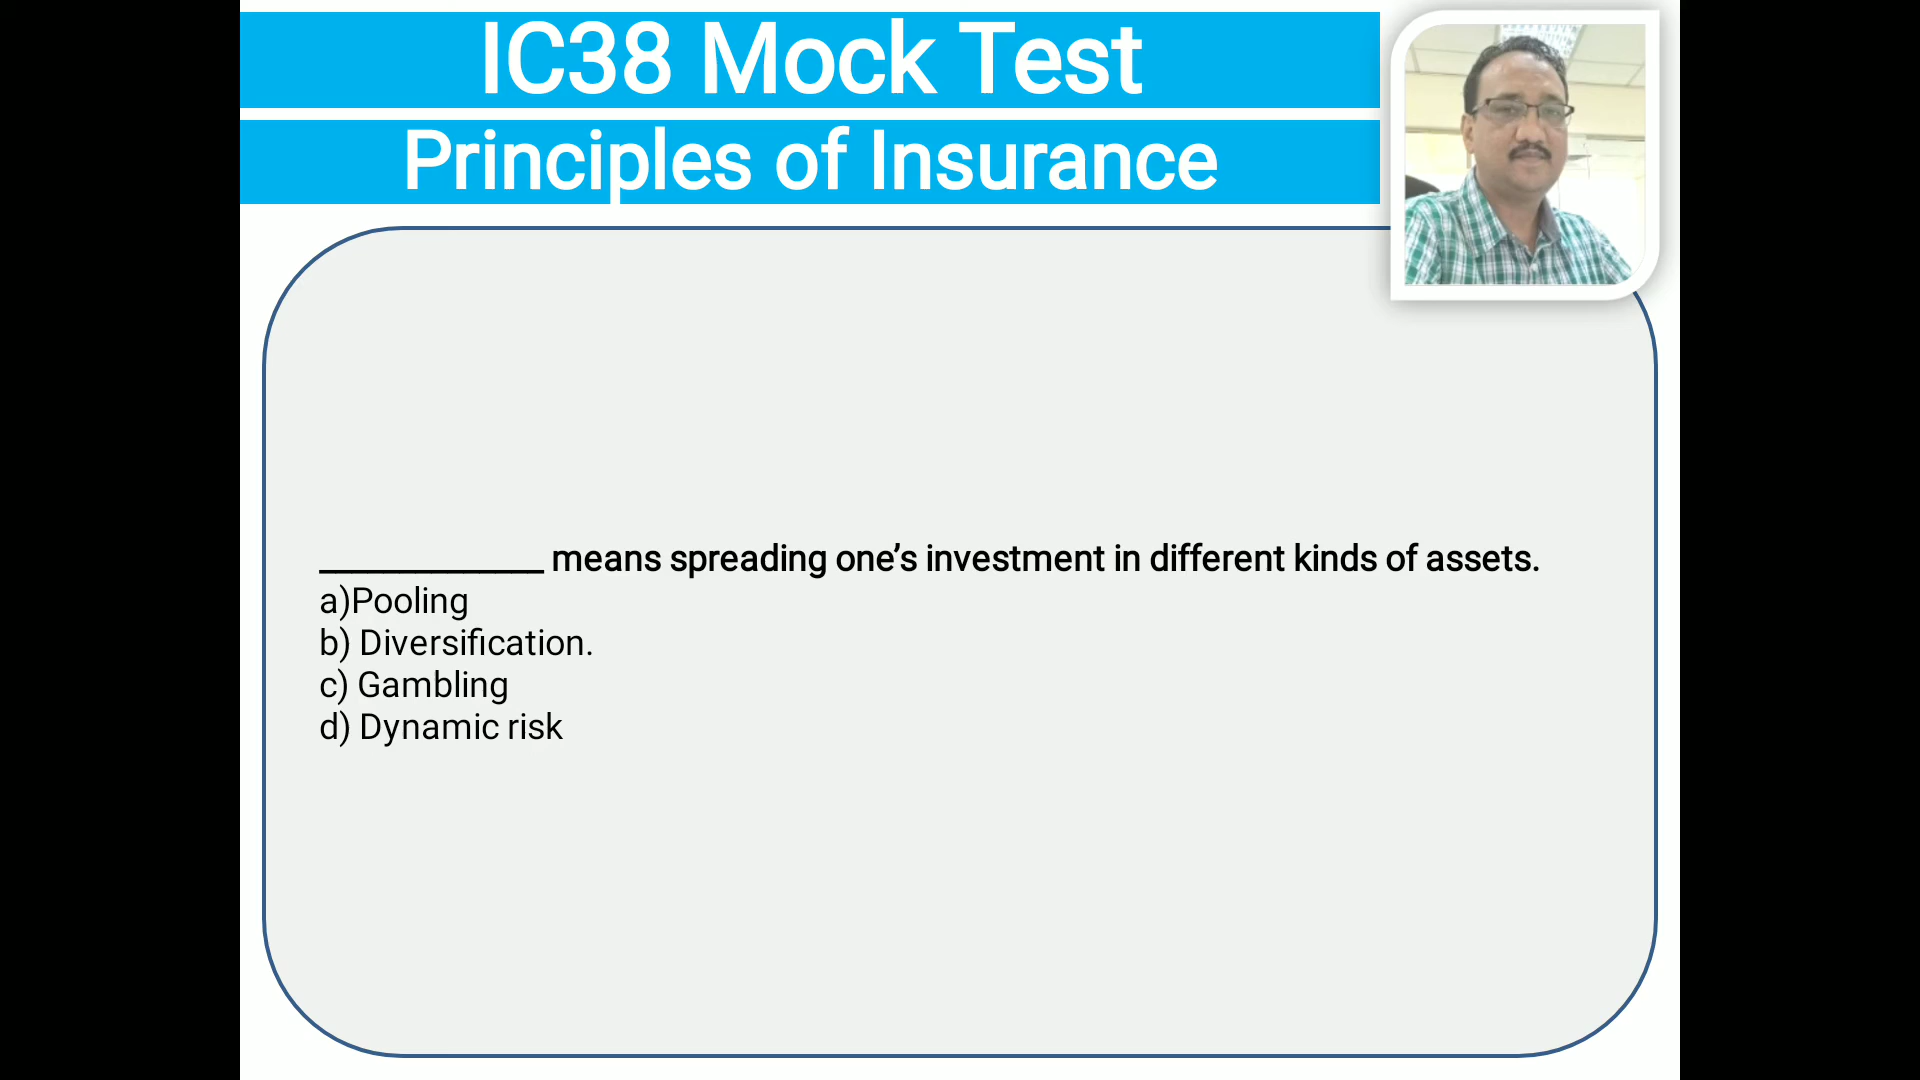 IC38 Mock Test
Principles of Insurance
______________ means spreading one’s investment in different kinds of assets.
a)Pooling
b) Diversification.
c) Gambling
d) Dynamic risk